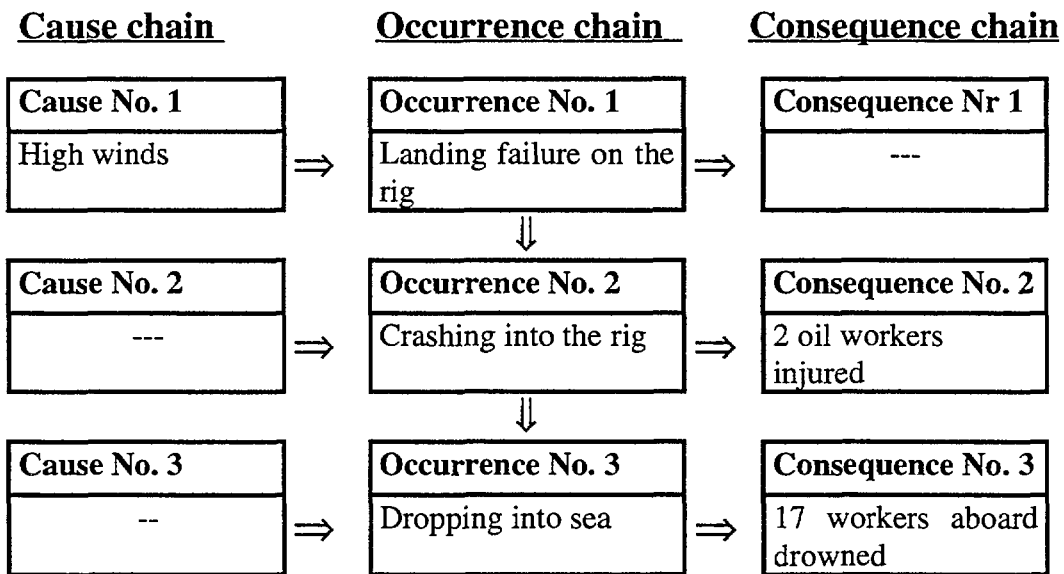 Cause chain Occurrence chain Consequence chain
Cause No. 1 Occurrence No. 1 Consequence Nr 1
High winds ⇒ Landing failure on the ⇒ ---
rig
⇓
Cause No. 2 Occurrence No. 2 Consequence No. 2
--- ⇒ Crashing into the rig ⇒ 2 oil workers
injured
⇓
Cause No. 3 Occurrence No. 3 Consequence No. 3
-- ⇒ Dropping into sea ⇒ 17 workers aboard
drowned